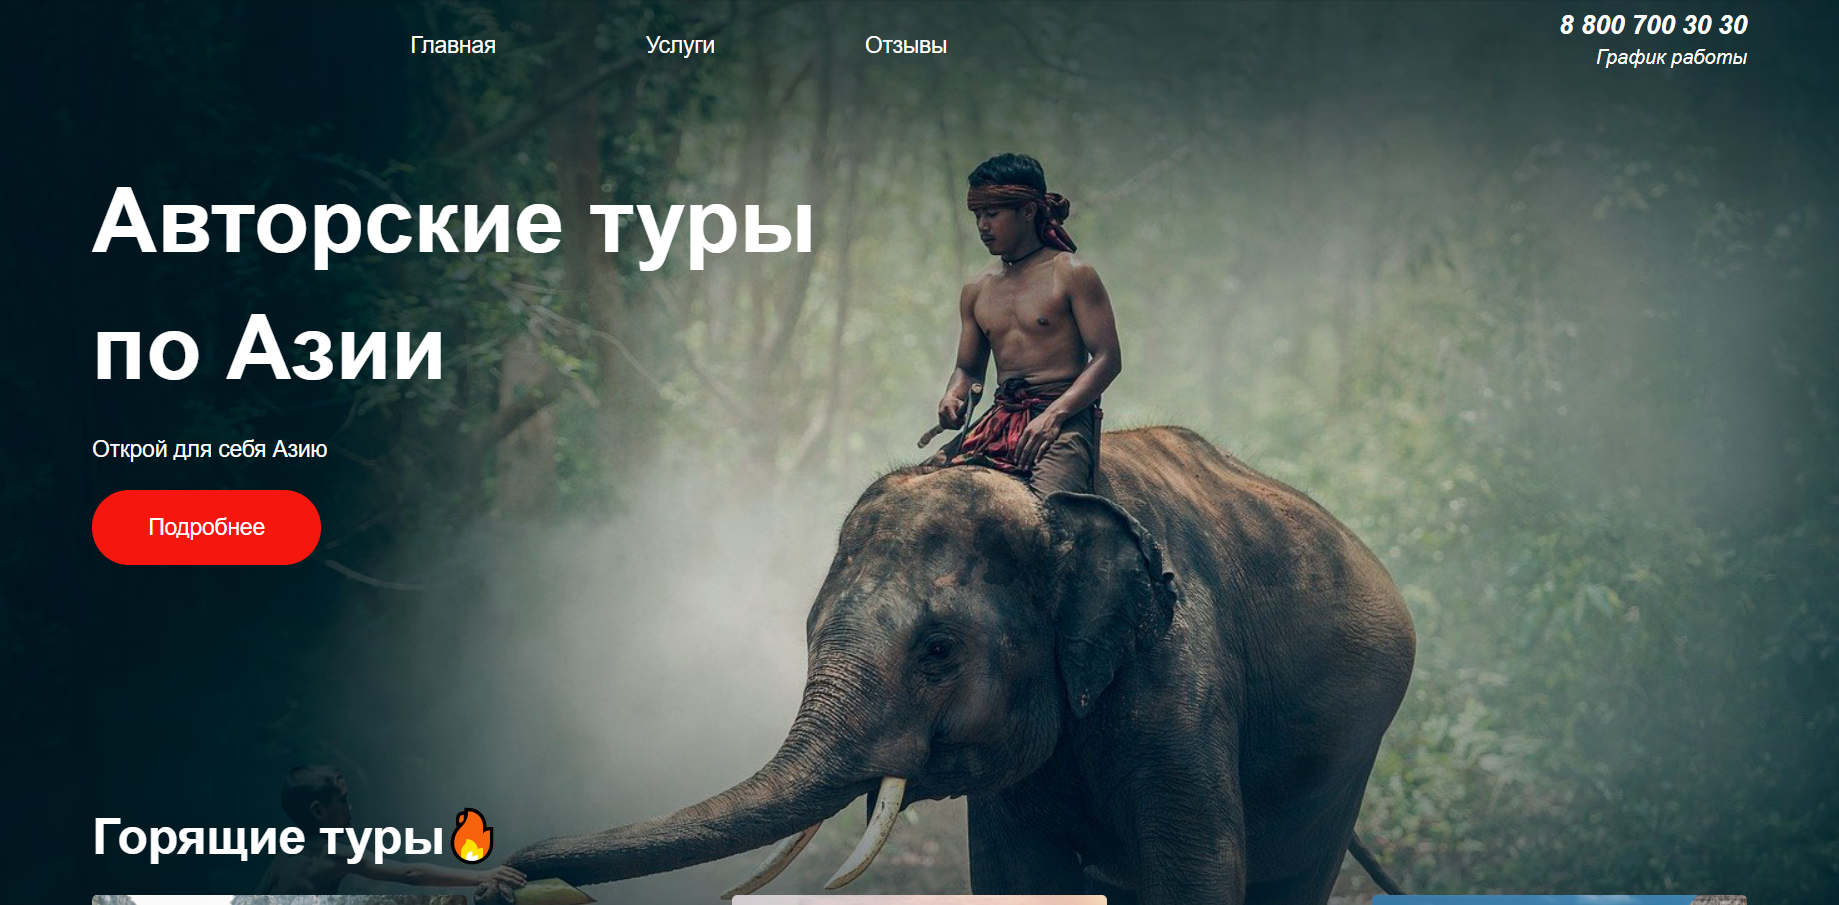 Главная
Услуги
Отзывы
8 800 700 30 30
График работы
Авторские туры
по Азии
Открой для себя Азию
Подробнее
Горящие туры🔥